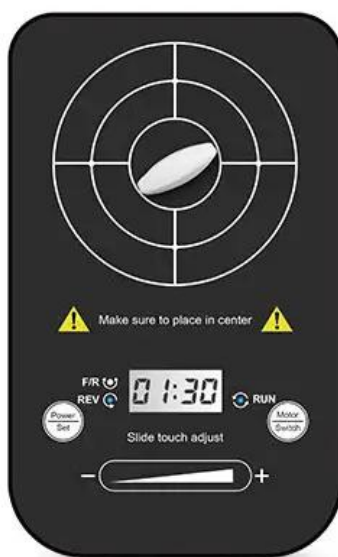 Make sure to place in center
F/R
REV
01:30
RUN
Power
Set
Motor
Switch
Slide touch adjust
− +